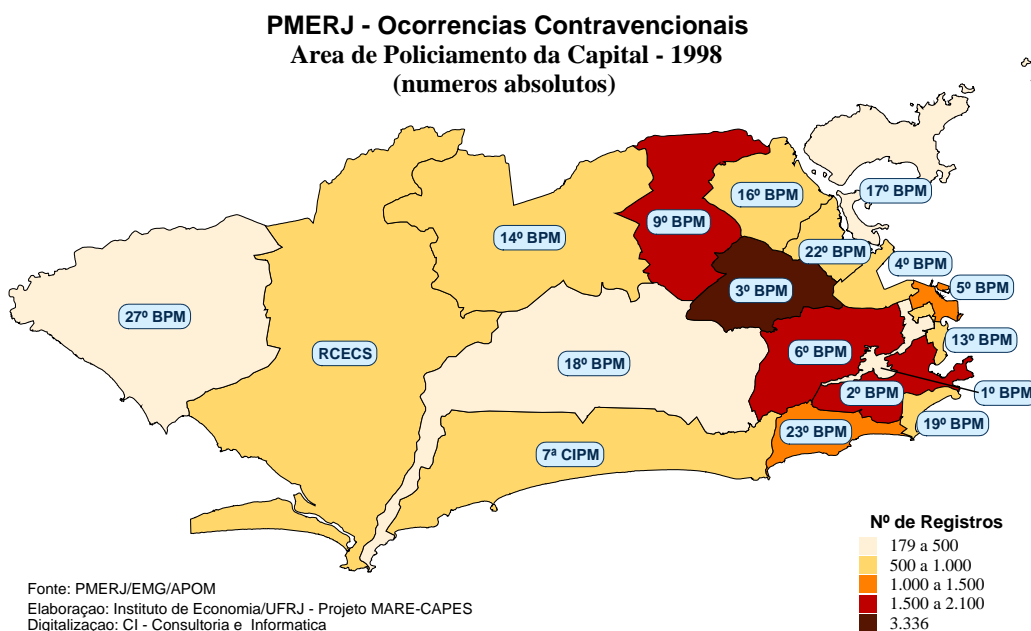 PMERJ - Ocorrencias Contravencionais
Area de Policiamento da Capital - 1998
(numeros absolutos)
17º BPM
16º BPM
9º BPM
14º BPM
22º BPM
4º BPM
5º BPM
3º BPM
27º BPM
13º BPM
RCECS
6º BPM
18º BPM
2º BPM
1º BPM
19º BPM
23º BPM
7ª CIPM
Nº de Registros
179 a 500
500 a 1.000
1.000 a 1.500
1.500 a 2.100
3.336
Fonte: PMERJ/EMG/APOM
Elaboraçao: Instituto de Economia/UFRJ - Projeto MARE-CAPES
Digitalizaçao: CI - Consultoria e Informatica